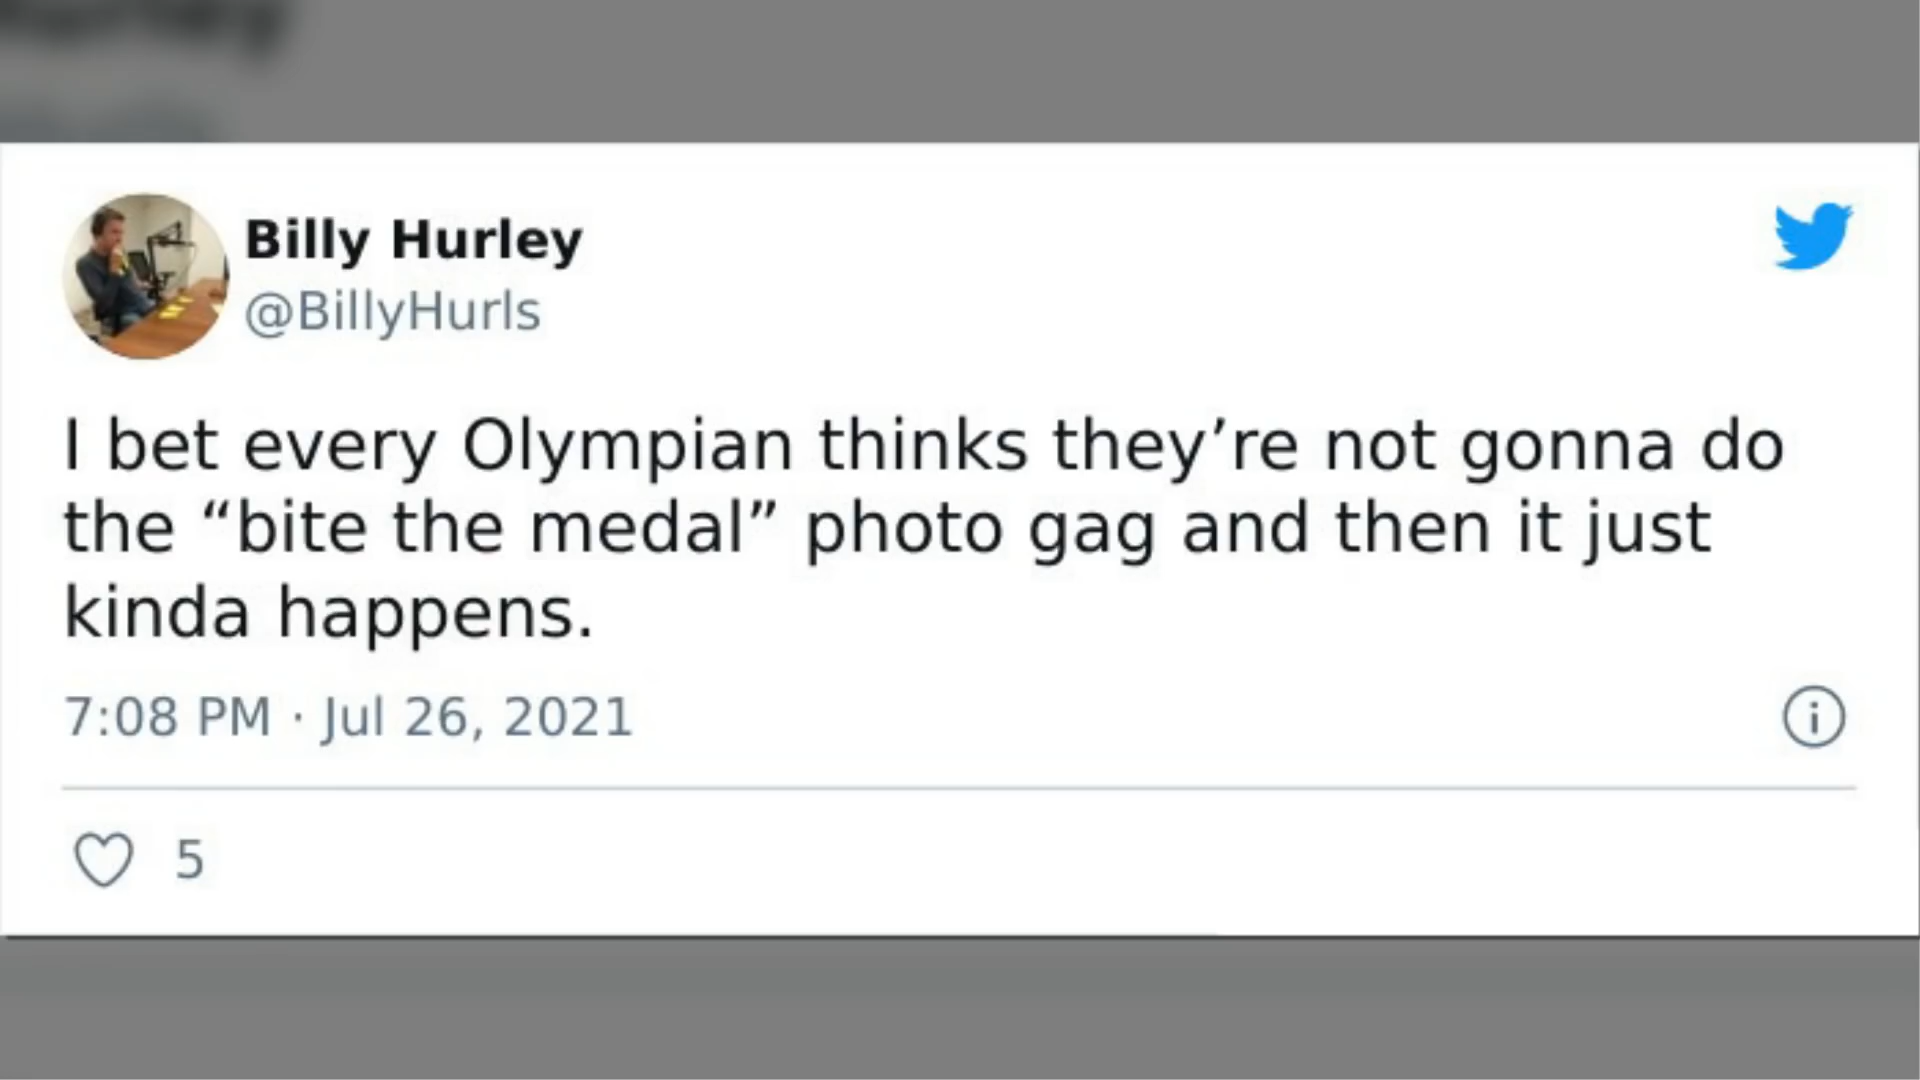 Billy Hurley
@BillyHurls
I bet every Olympian thinks they’re not gonna do
the “bite the medal” photo gag and then it just
kinda happens.
7:08 PM · Jul 26, 2021
5